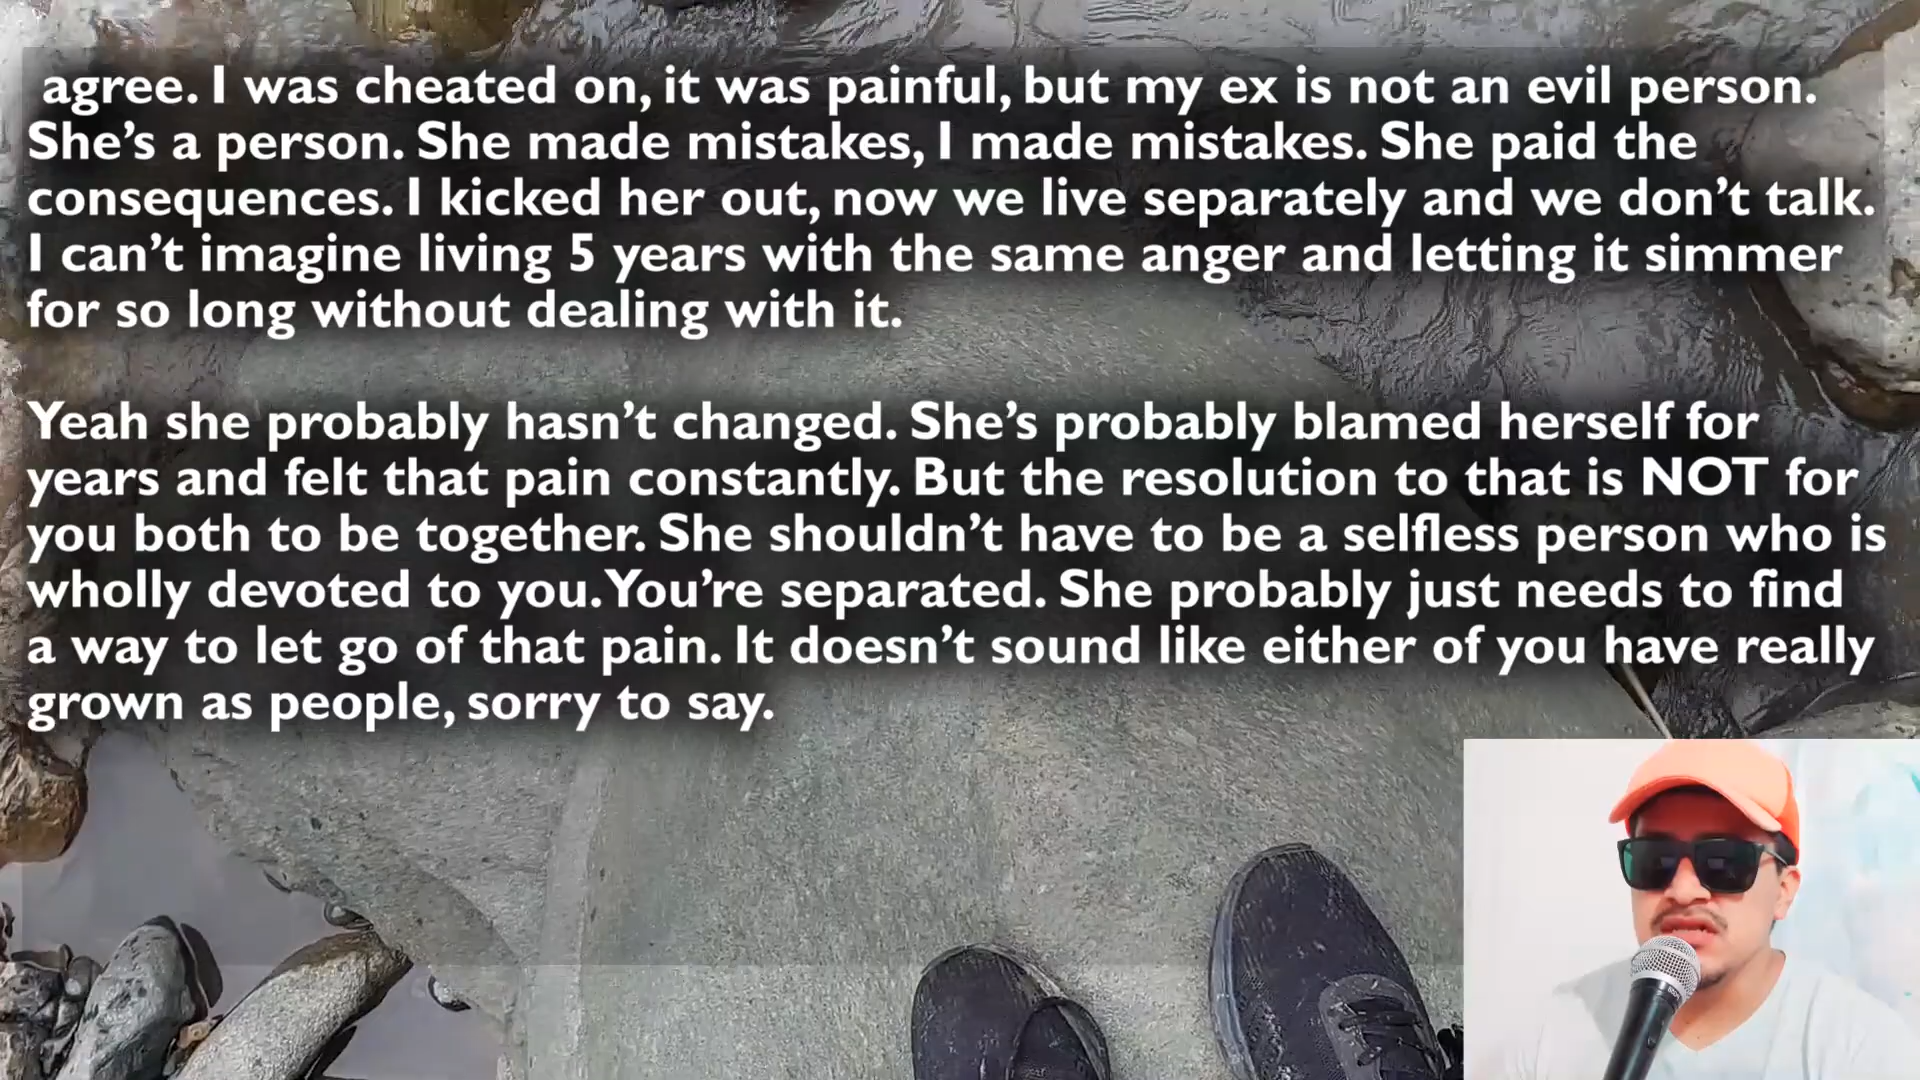 agree. I was cheated on, it was painful, but my ex is not an evil person.
She’s a person. She made mistakes, I made mistakes. She paid the
consequences. I kicked her out, now we live separately and we don’t talk.
I can’t imagine living 5 years with the same anger and letting it simmer
for so long without dealing with it.
Yeah she probably hasn’t changed. She’s probably blamed herself for
years and felt that pain constantly. But the resolution to that is NOT for
you both to be together. She shouldn’t have to be a selfless person who is
wholly devoted to you. You’re separated. She probably just needs to find
a way to let go of that pain. It doesn’t sound like either of you have really
grown as people, sorry to say.